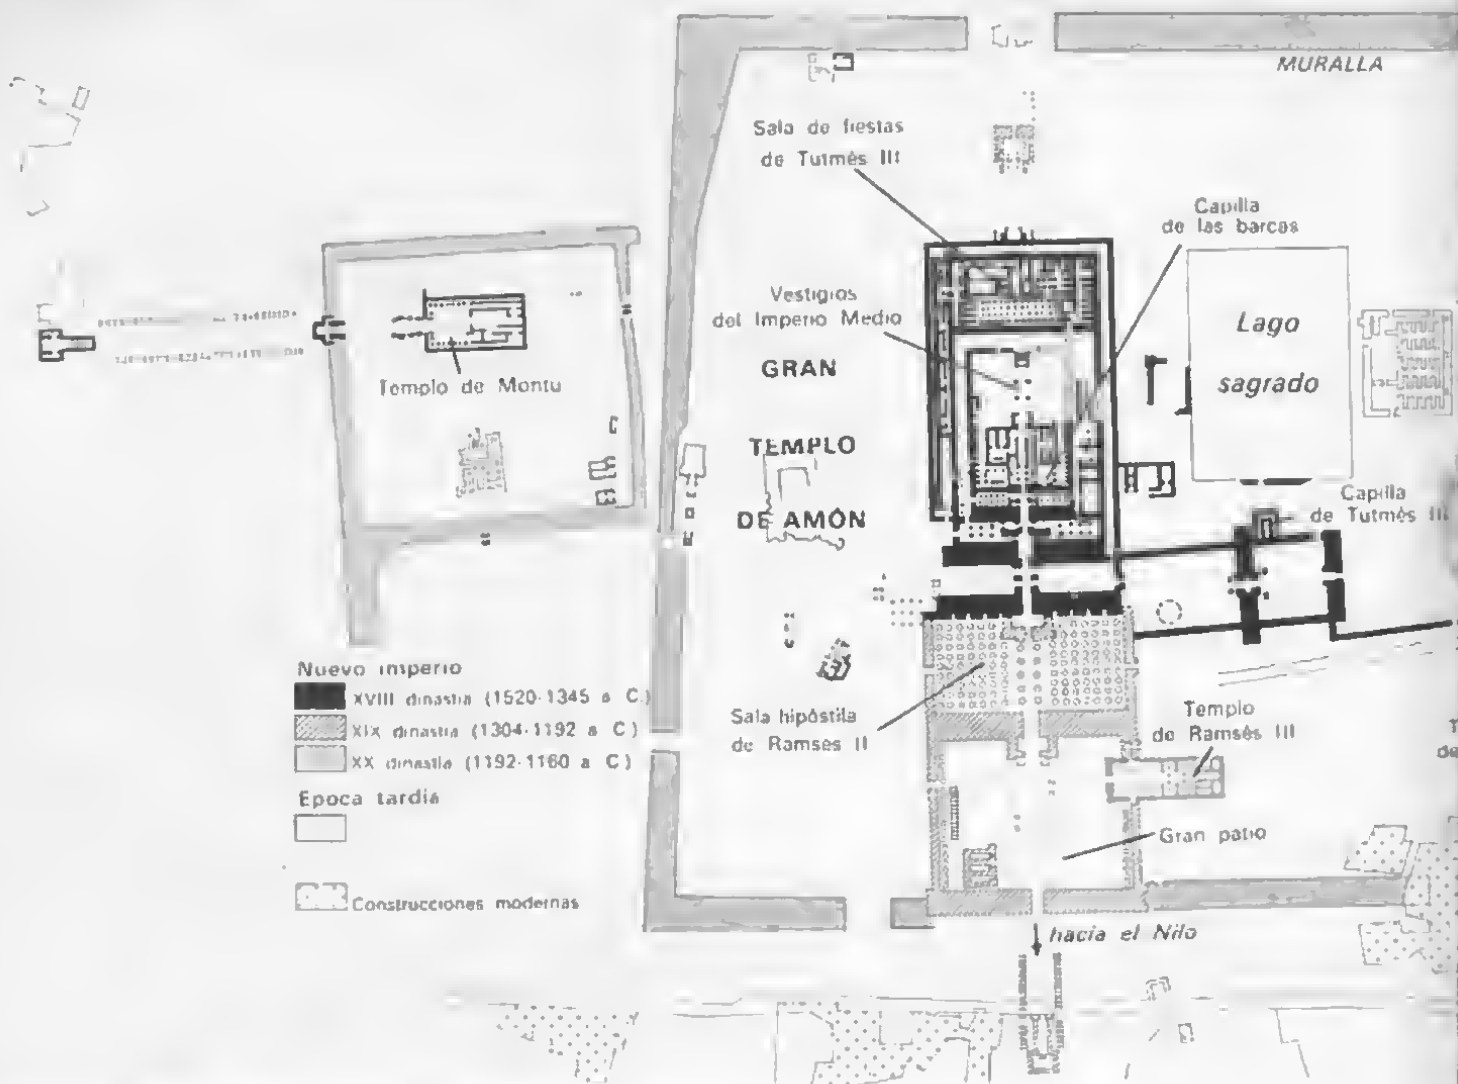 MURALLA
Sala de fiestas
de Tutmés III
Capilla
de las barcas
Vestigios
del Imperio Medio
Lago
sagrado
GRAN
TEMPLO
DE AMÓN
Templo de Montu
Capilla
de Tutmés III
Nuevo imperio
XVIII dinastía (1520-1345 a C.)
XIX dinastía (1304-1192 a C)
XX dinastía (1192-1160 a C)
Epoca tardía
Construcciones modernas
Sala hipóstila
de Ramsés II
Templo
de Ramsés III
Gran patio
hacia el Nilo